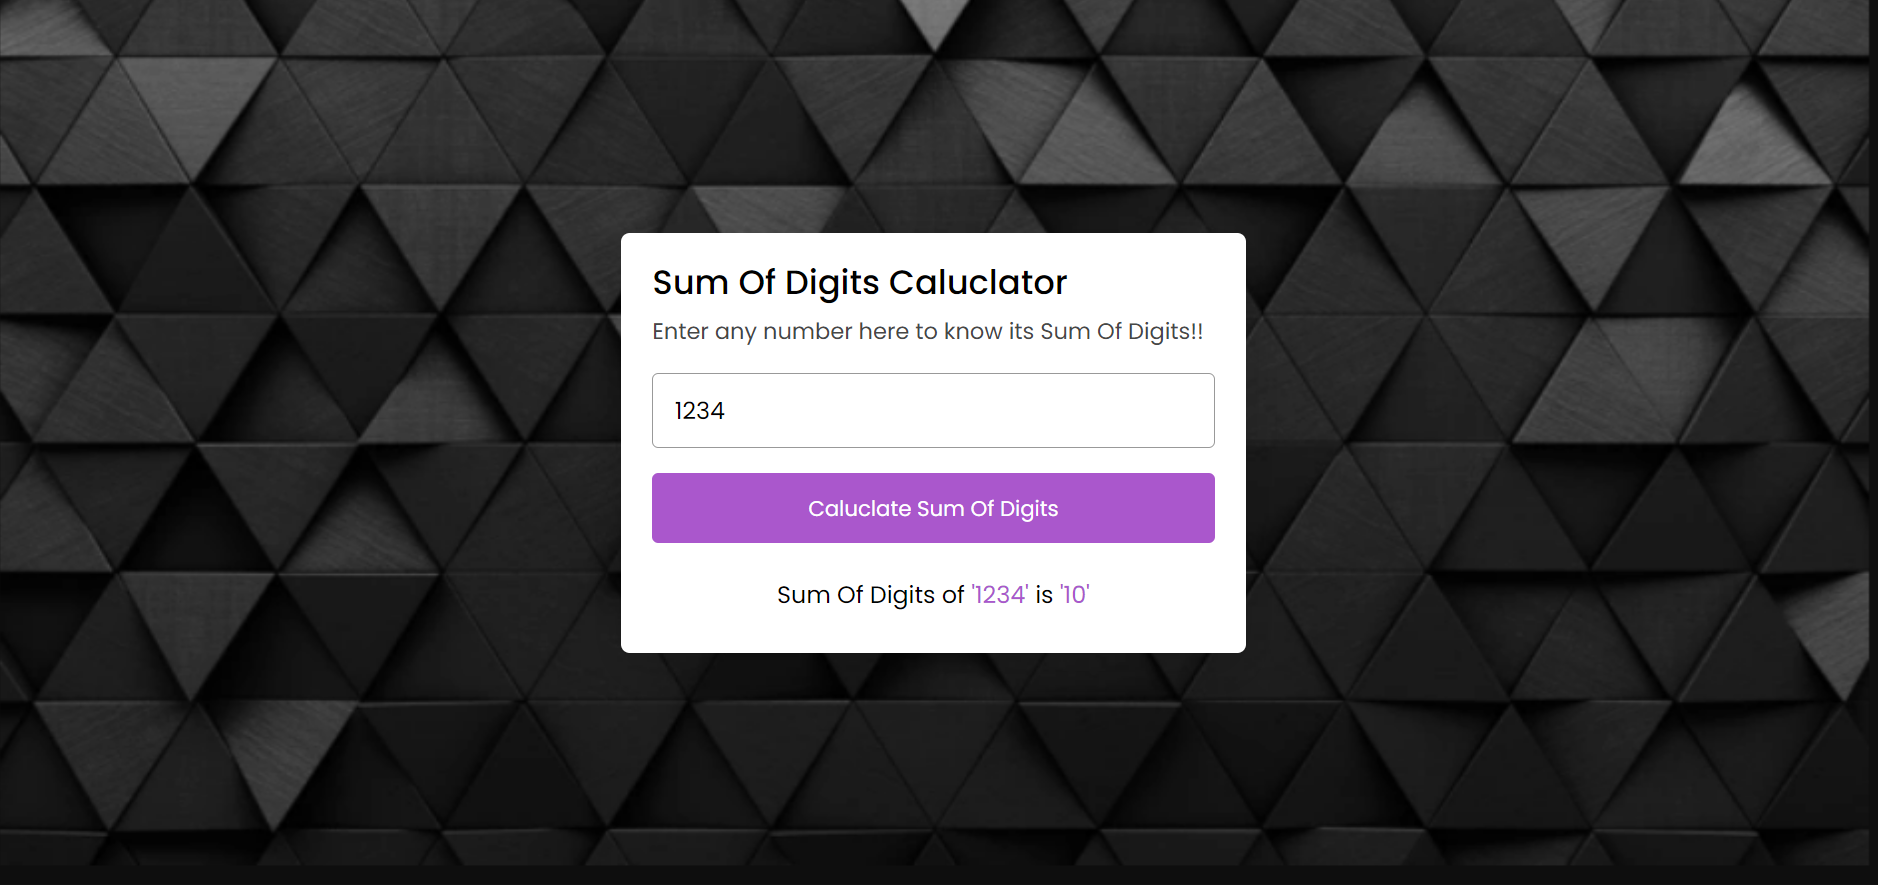 Sum Of Digits Caluclator
Enter any number here to know its Sum Of Digits!!
1234
Caluclate Sum Of Digits
Sum Of Digits of '1234' is '10'